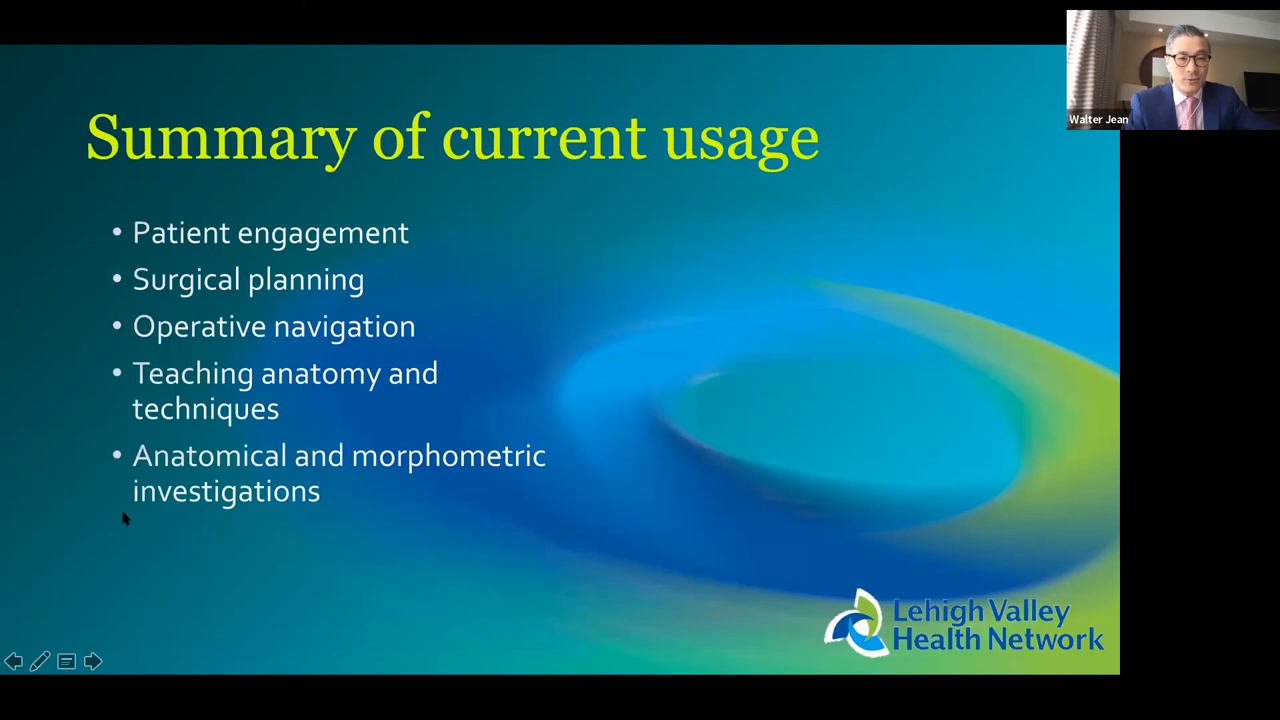 Walter Jean
Summary of current usage
• Patient engagement
• Surgical planning
• Operative navigation
• Teaching anatomy and
techniques
• Anatomical and morphometric
investigations
Lehigh Valley
Health Network